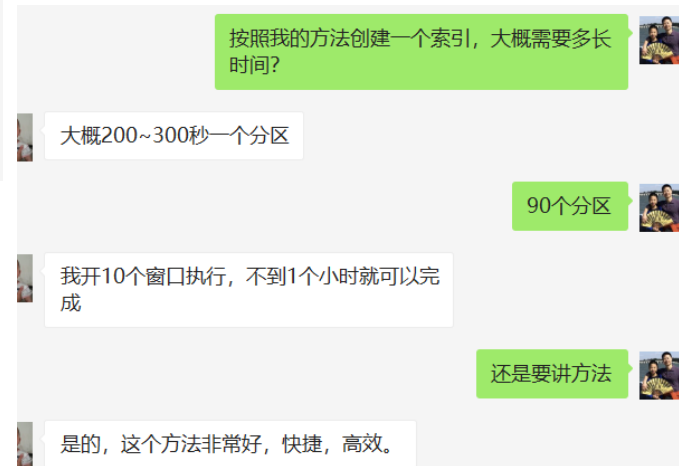 按照我的方法创建一个索引，大概需要多长
时间？
大概200~300秒一个分区
90个分区
我开10个窗口执行，不到1个小时就可以完
成
还是要讲方法
是的，这个方法非常好，快捷，高效。